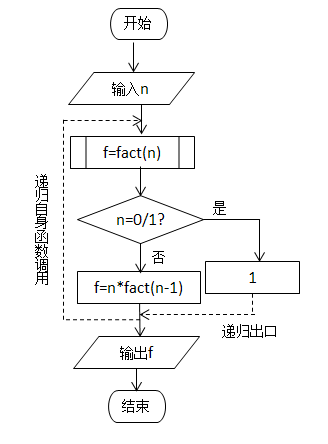 开始
输入n
f=fact(n)
递归自身函数调用
n=0/1?
是
否
1
f=n*fact(n-1)
递归出口
输出f
结束